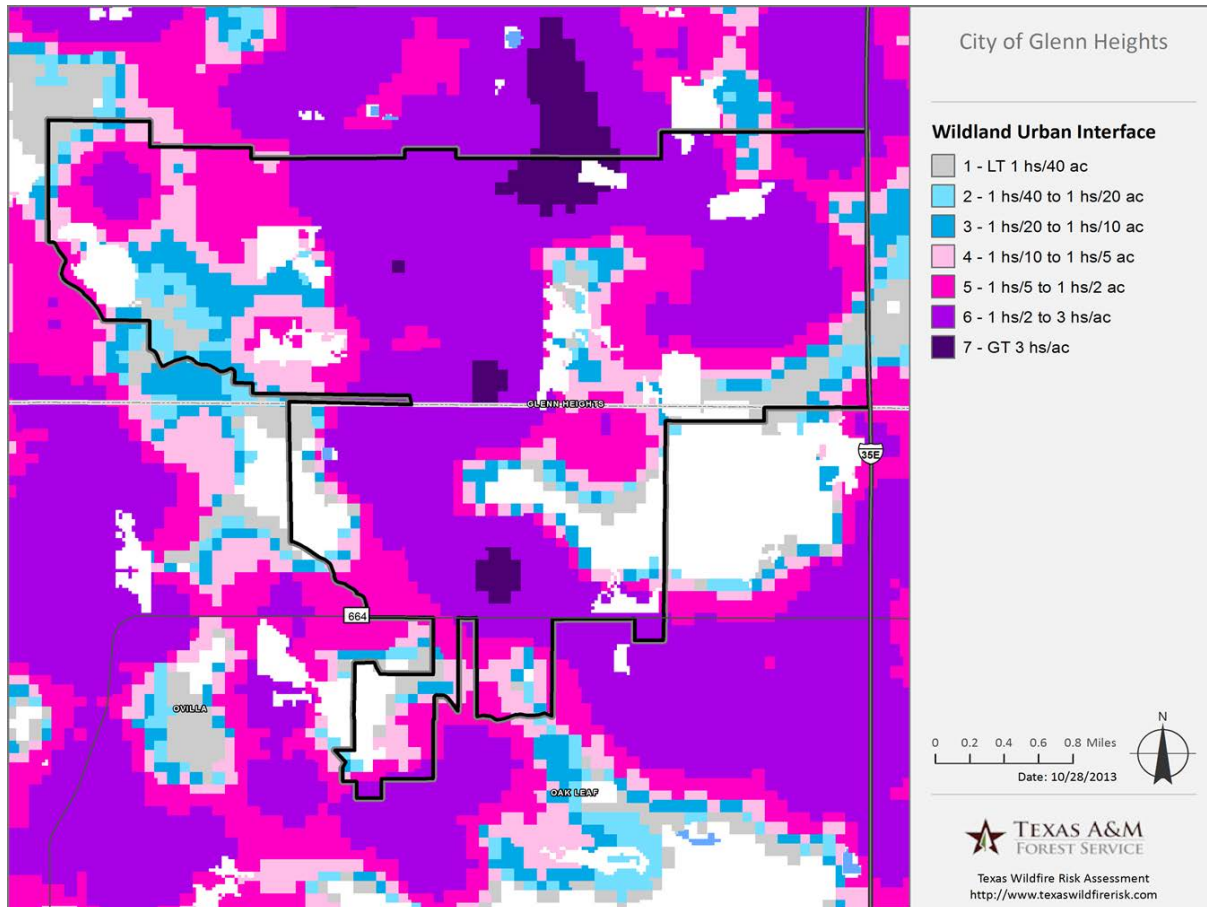 City of Glenn Heights
Wildland Urban Interface
1 - LT 1 hs/40 ac
2 - 1 hs/40 to 1 hs/20 ac
3 - 1 hs/20 to 1 hs/10 ac
4 - 1 hs/10 to 1 hs/5 ac
5 - 1 hs/5 to 1 hs/2 ac
6 - 1 hs/2 to 3 hs/ac
7 - GT 3 hs/ac
GLENN HEIGHTS
35E
664
OVILLA
OAK LEAF
N
0 0.2 0.4 0.6 0.8 Miles
Date: 10/28/2013
TEXAS A&M
FOREST SERVICE
Texas Wildfire Risk Assessment
http://www.texaswildfirerisk.com